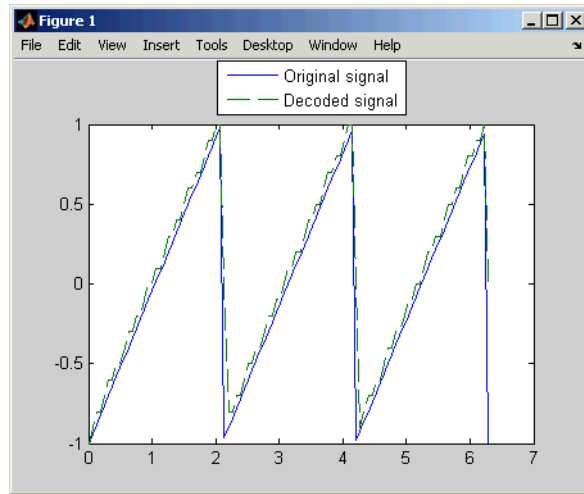 Figure 1
File Edit View Insert Tools Desktop Window Help
Original signal
Decoded signal
1
0.5
0
-0.5
-1
0 1 2 3 4 5 6 7